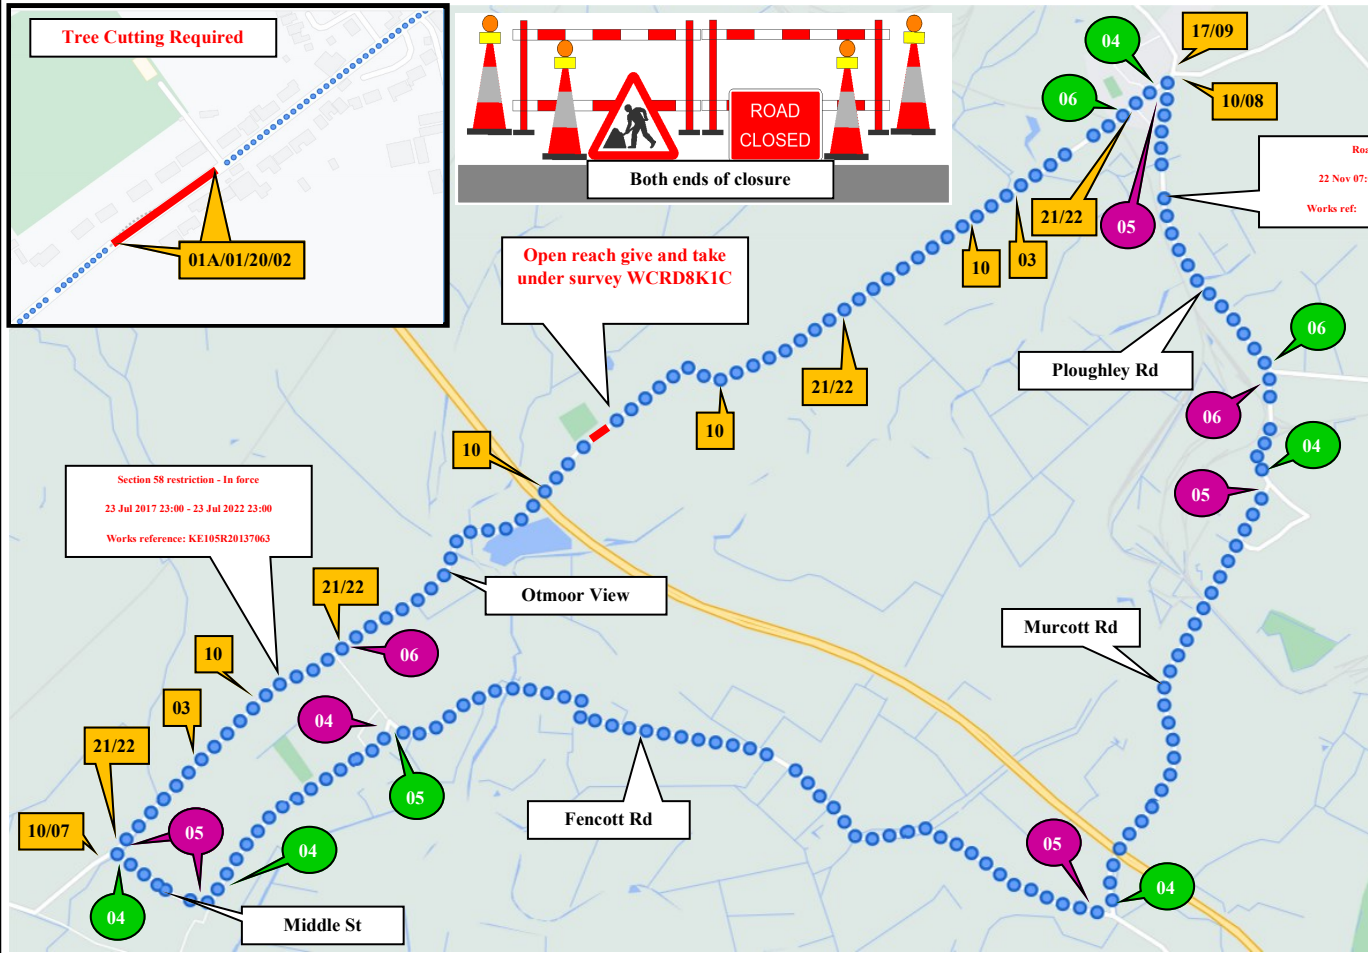 Tree Cutting Required
01A/01/20/02
ROAD
CLOSED
Both ends of closure
04
17/09
06
10/08
Roa
22 Nov 07:
Works ref:
21/22
05
10
03
Open reach give and take
under survey WCRD8K1C
06
Ploughley Rd
21/22
06
10
10
04
05
Section 58 restriction - In force
23 Jul 2017 23:00 - 23 Jul 2022 23:00
Works reference: KE105R20137063
21/22
Otmoor View
Murcott Rd
10
06
03
04
21/22
05
Fencott Rd
10/07
05
04
05
04
04
Middle St